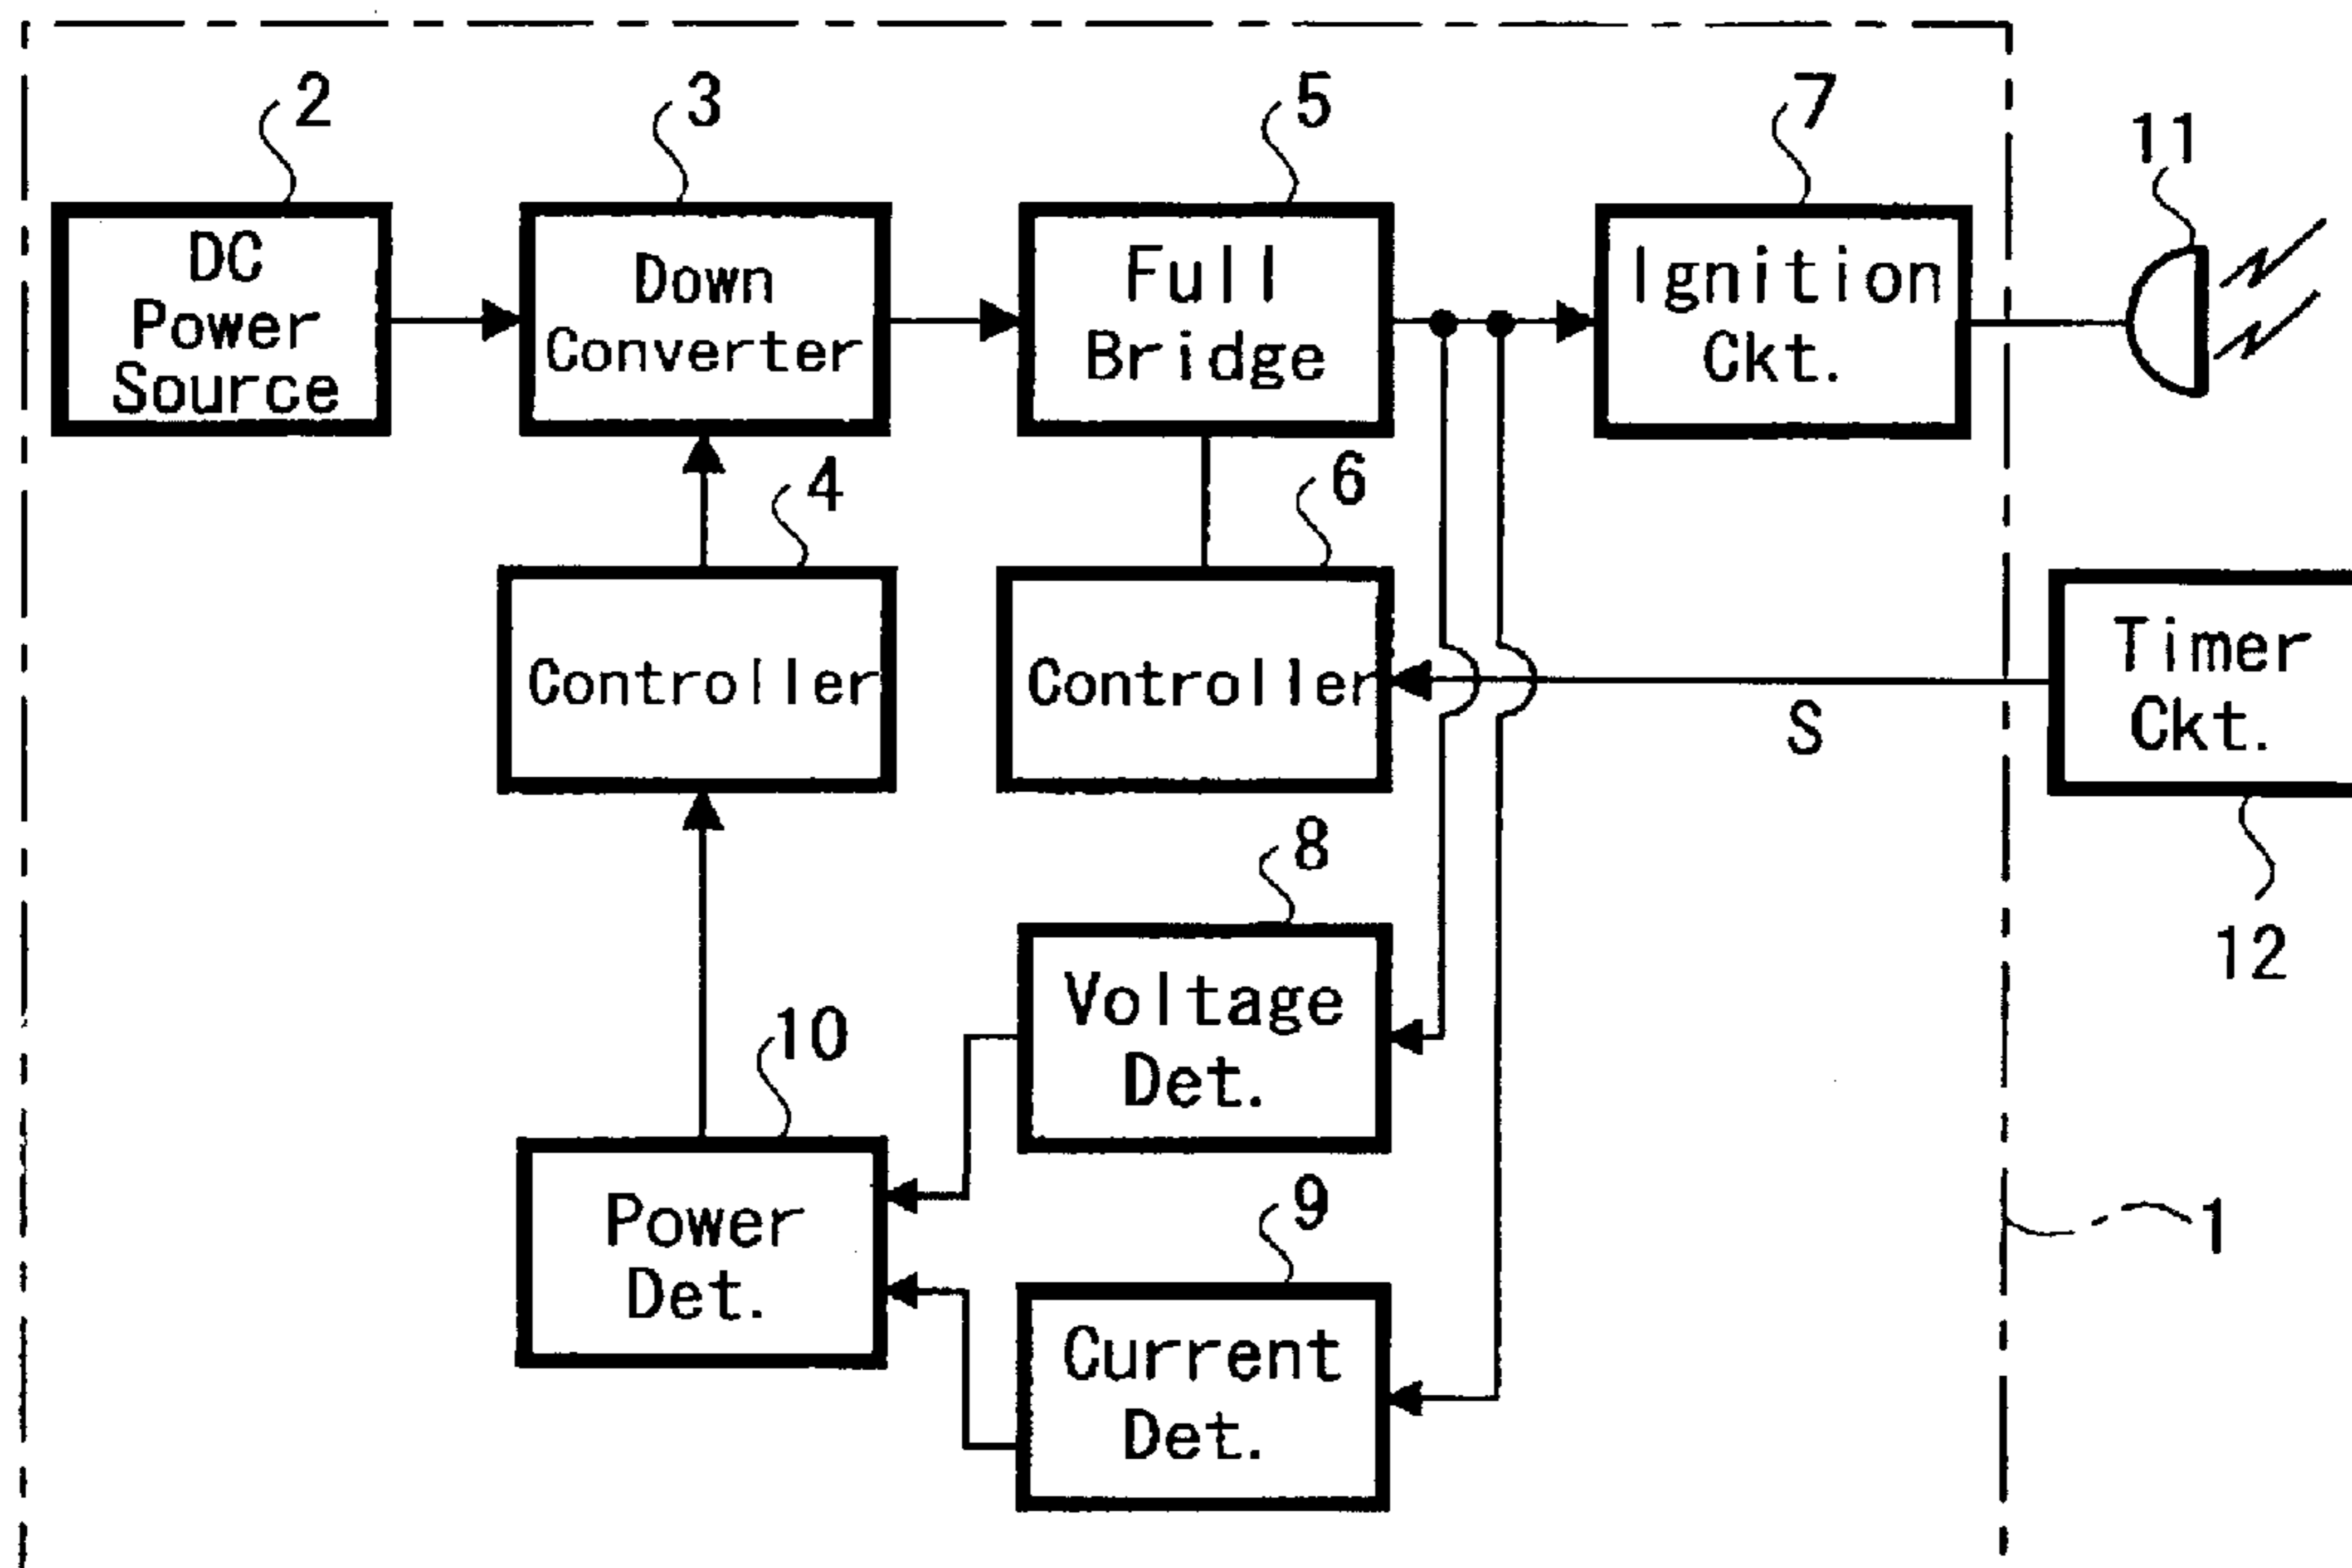 2
3
5
7
11
DC
Power
Source
Down
Converter
Full
Bridge
Ignition
Ckt.
4
6
Controller
Controller
S
Timer
Ckt.
12
8
Voltage
Det.
10
Power
Det.
9
Current
Det.
1